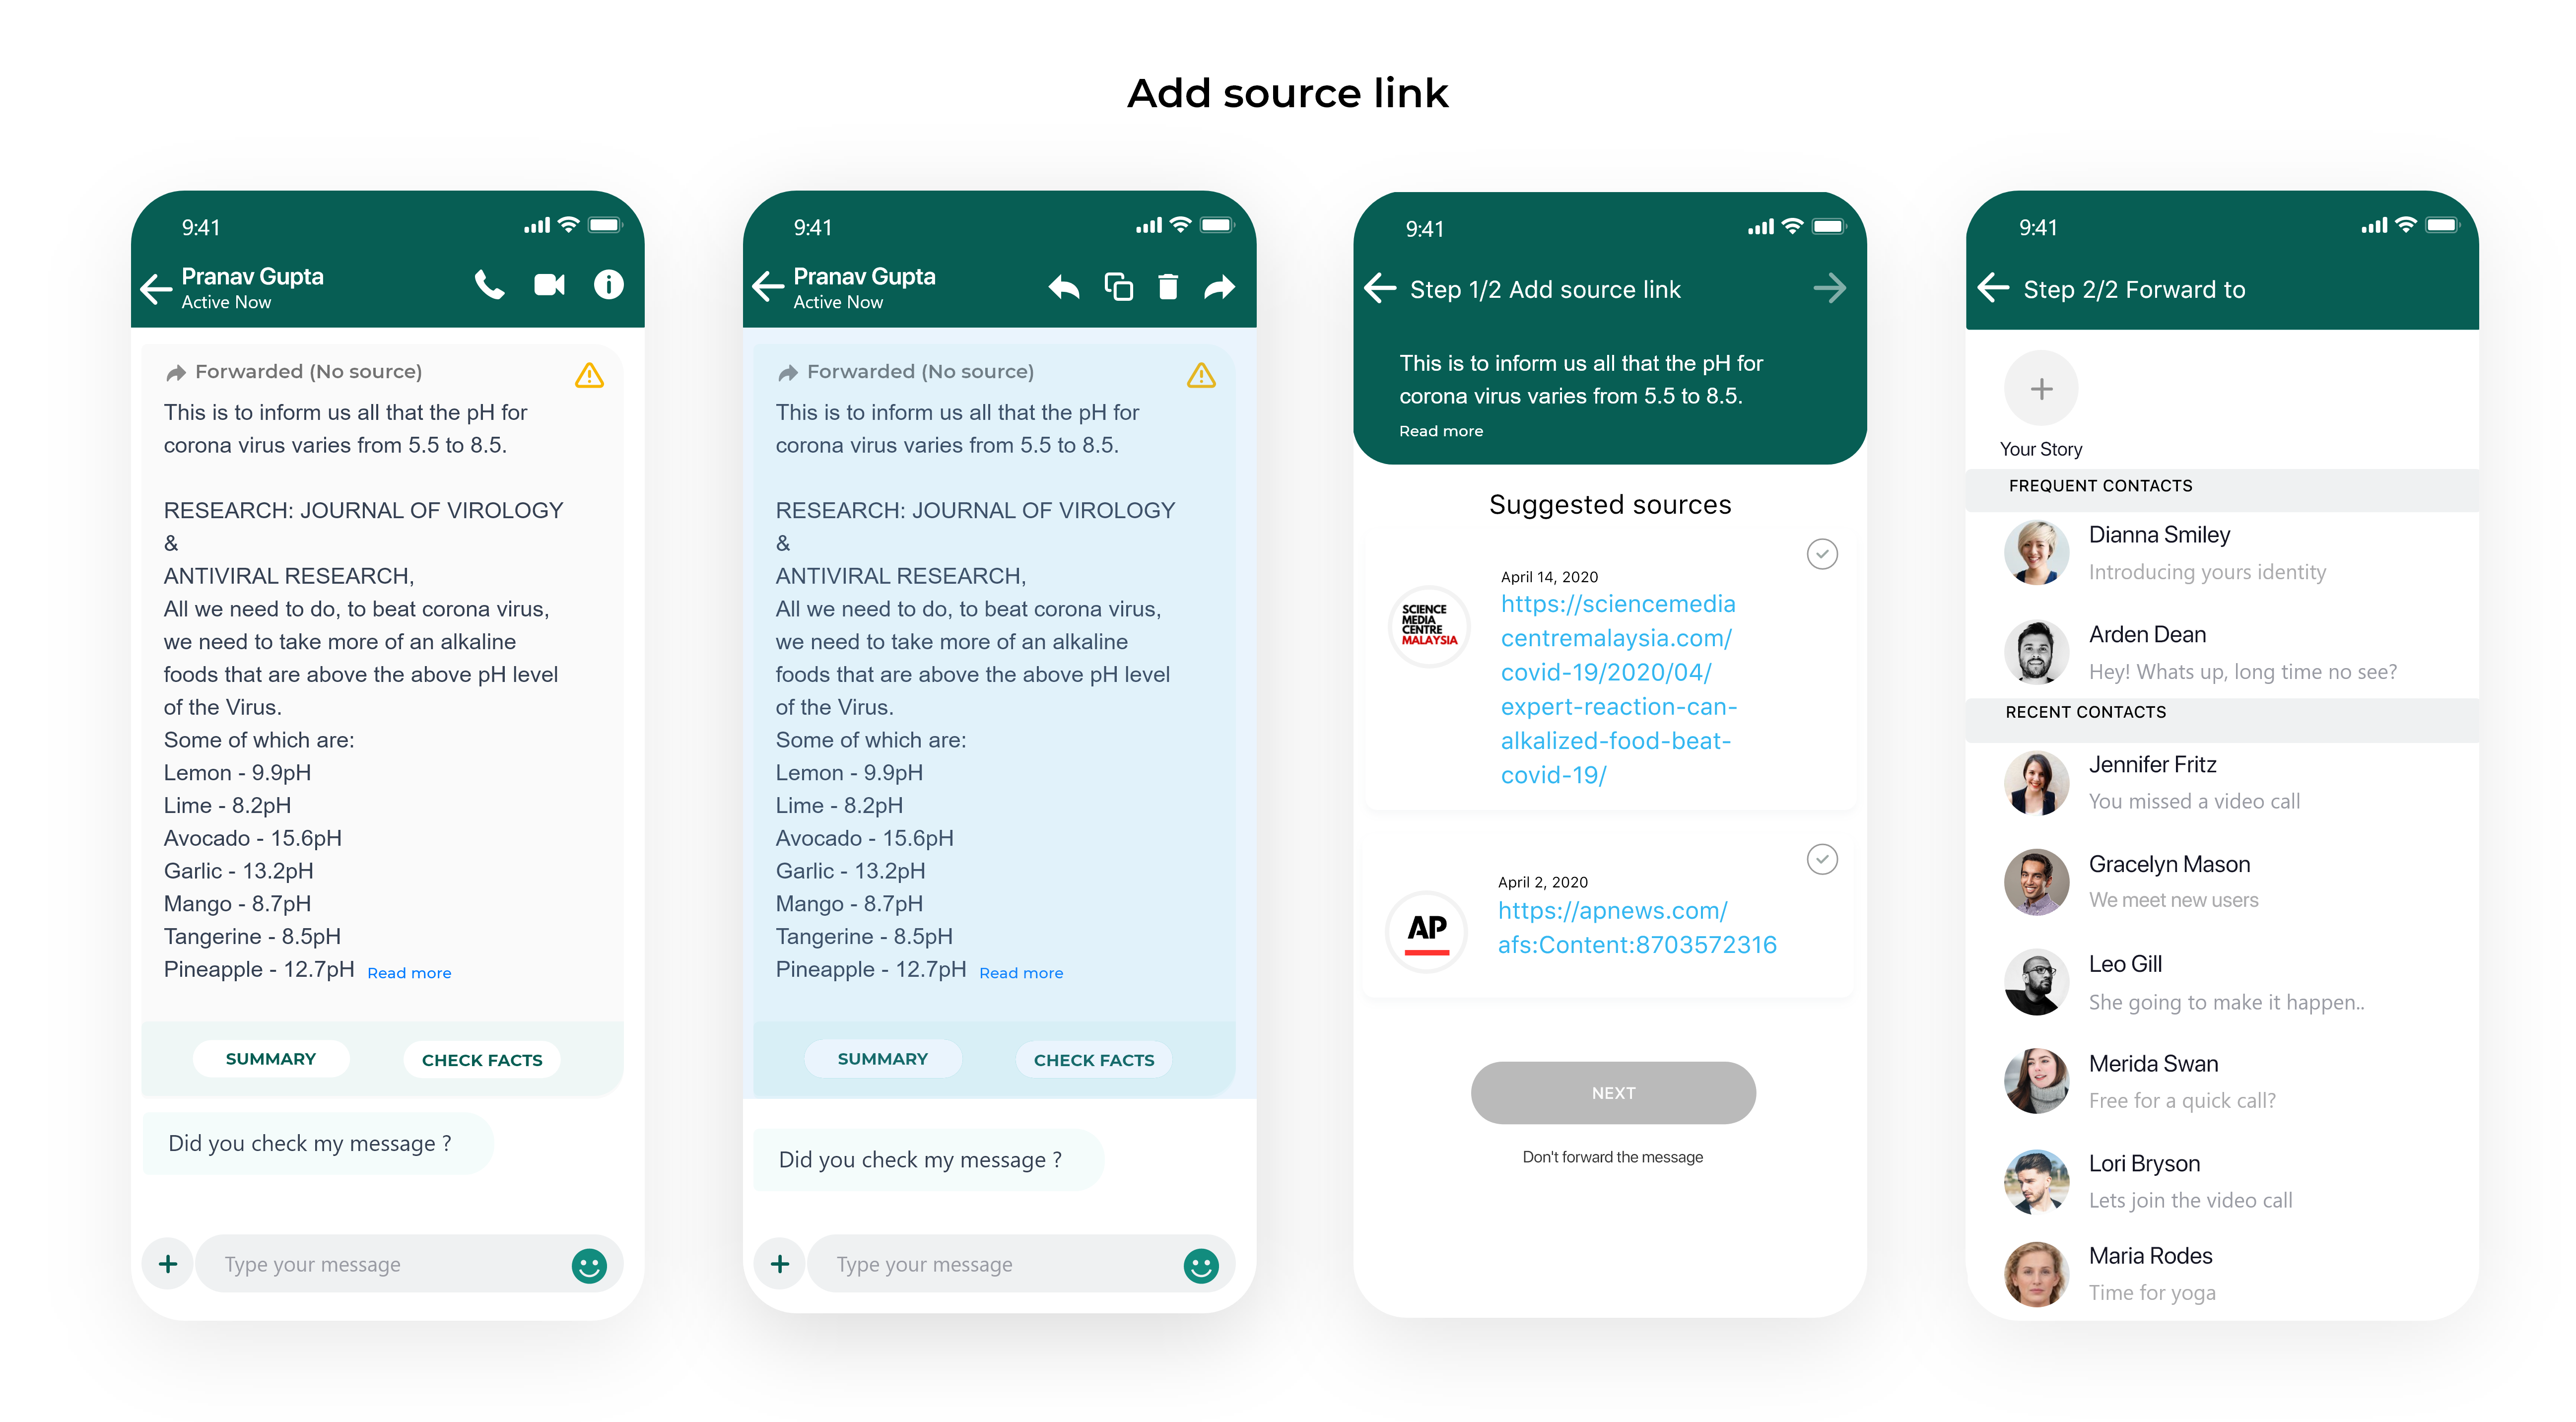 Add source link
9:41
Pranav Gupta
Active Now
Forwarded (No source)
This is to inform us all that the pH for
corona virus varies from 5.5 to 8.5.
RESEARCH: JOURNAL OF VIROLOGY
&
ANTIVIRAL RESEARCH,
All we need to do, to beat corona virus,
we need to take more of an alkaline
foods that are above the above pH level
of the Virus.
Some of which are:
Lemon - 9.9pH
Lime - 8.2pH
Avocado - 15.6pH
Garlic - 13.2pH
Mango - 8.7pH
Tangerine - 8.5pH
Pineapple - 12.7pH Read more
SUMMARY CHECK FACTS
Did you check my message ?
Type your message
9:41
Pranav Gupta
Active Now
Forwarded (No source)
This is to inform us all that the pH for
corona virus varies from 5.5 to 8.5.
RESEARCH: JOURNAL OF VIROLOGY
&
ANTIVIRAL RESEARCH,
All we need to do, to beat corona virus,
we need to take more of an alkaline
foods that are above the above pH level
of the Virus.
Some of which are:
Lemon - 9.9pH
Lime - 8.2pH
Avocado - 15.6pH
Garlic - 13.2pH
Mango - 8.7pH
Tangerine - 8.5pH
Pineapple - 12.7pH Read more
SUMMARY CHECK FACTS
Did you check my message ?
Type your message
9:41
Step 1/2 Add source link
This is to inform us all that the pH for
corona virus varies from 5.5 to 8.5.
Read more
Suggested sources
SCIENCE
MEDIA
CENTRE
MALAYSIA
April 14, 2020
https://sciencemedia
centremalaysia.com/
covid-19/2020/04/
expert-reaction-can-
alkalized-food-beat-
covid-19/
AP
April 2, 2020
https://apnews.com/
afs:Content:8703572316
NEXT
Don't forward the message
9:41
Step 2/2 Forward to
Your Story
FREQUENT CONTACTS
Dianna Smiley
Introducing yours identity
Arden Dean
Hey! Whats up, long time no see?
RECENT CONTACTS
Jennifer Fritz
You missed a video call
Gracelyn Mason
We meet new users
Leo Gill
She going to make it happen..
Merida Swan
Free for a quick call?
Lori Bryson
Lets join the video call
Maria Rodes
Time for yoga